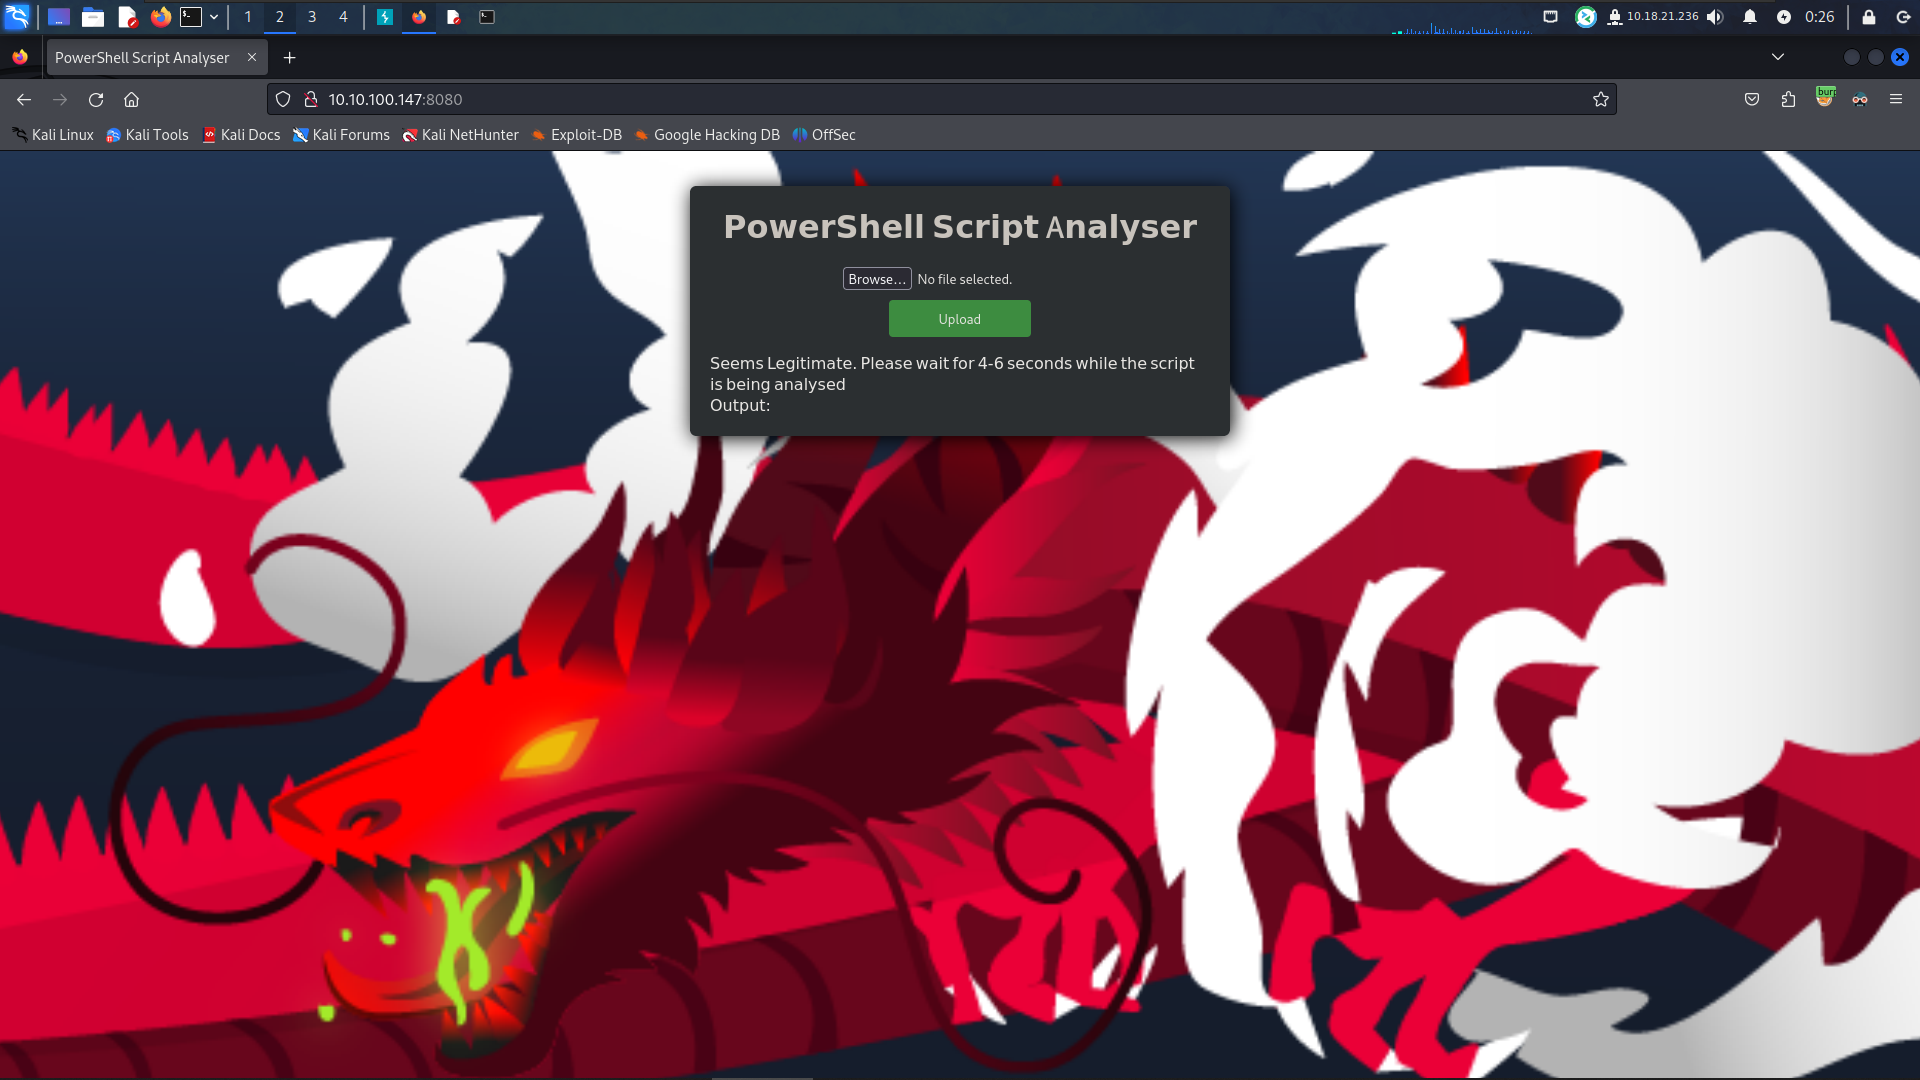 1 2 3 4
10.18.21.236 0:26
PowerShell Script Analyser
10.10.100.147:8080
Kali Linux Kali Tools Kali Docs Kali Forums Kali NetHunter Exploit-DB Google Hacking DB OffSec
PowerShell Script Analyser
Browse... No file selected.
Upload
Seems Legitimate. Please wait for 4-6 seconds while the script
is being analysed
Output: